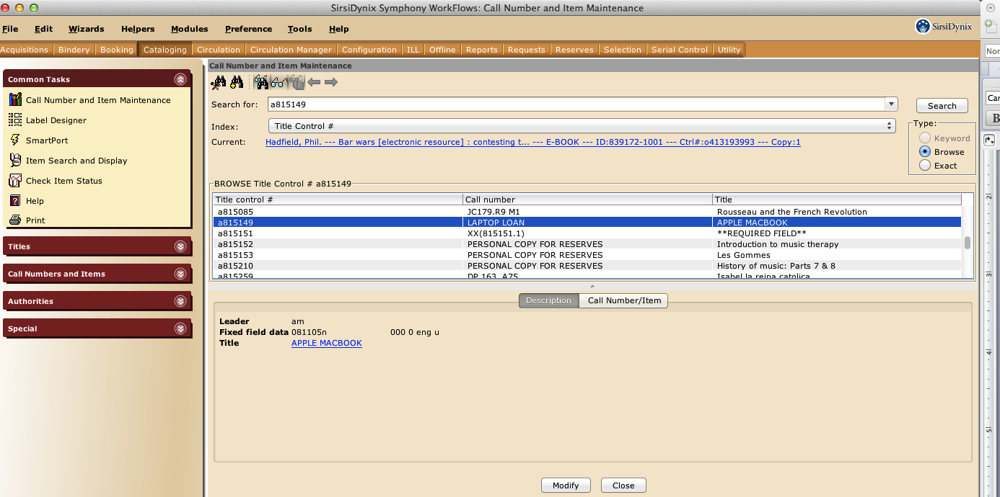 SirsiDynix Symphony WorkFlows: Call Number and Item Maintenance
File Edit Wizards Helpers Modules Preference Tools Help
SirsiDynix
Acquisitions Bindery Booking Cataloging Circulation Circulation Manager Configuration ILL Offline Reports Requests Reserves Selection Serial Control Utility
Common Tasks
Call Number and Item Maintenance
Label Designer
SmartPort
Item Search and Display
Check Item Status
Help
Print
Titles
Call Numbers and Items
Authorities
Special
Call Number and Item Maintenance
Search for: a815149 Search
Index: Title Control #
Type:
Keyword
Browse
Exact
Current: Hadfield, Phil. --- Bar wars [electronic resource] : contesting t... --- E-BOOK --- ID:839172-1001 --- Ctrl#:o413193993 --- Copy:1
BROWSE Title Control # a815149
Title control # Call number Title
a815085 JC179.R9 M1 Rousseau and the French Revolution
a815149 LAPTOP LOAN APPLE MACBOOK
a815151 XX(815151.1) **REQUIRED FIELD**
a815152 PERSONAL COPY FOR RESERVES Introduction to music therapy
a815153 PERSONAL COPY FOR RESERVES Les Gommes
a815210 PERSONAL COPY FOR RESERVES History of music: Parts 7 & 8
a815259 DP 163 .A75 Isabel la reina catolica
Description Call Number/Item
Leader am
Fixed field data 081105n 000 0 eng u
Title APPLE MACBOOK
Modify Close
Nor
Car
B
2
3
4
5